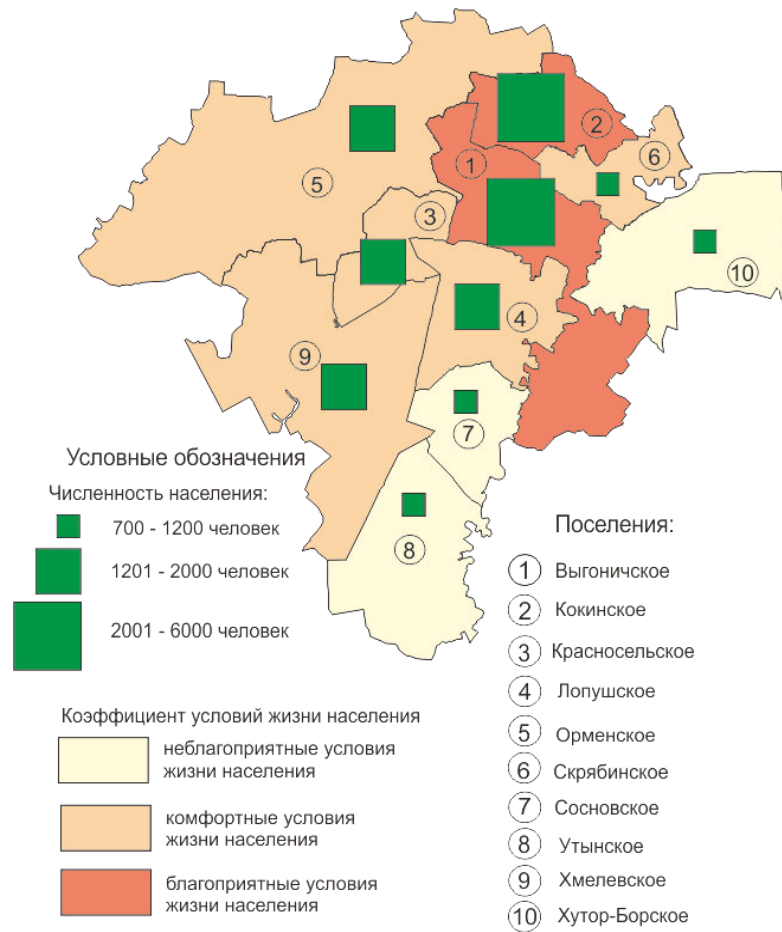 2
1
6
5
3
10
4
9
7
8
Условные обозначения
Численность населения:
700 - 1200 человек
1201 - 2000 человек
2001 - 6000 человек
Коэффициент условий жизни населения
неблагоприятные условия
жизни населения
комфортные условия
жизни населения
благоприятные условия
жизни населения
Поселения:
1 Выгоничское
2 Кокинское
3 Красносельское
4 Лопушское
5 Орменское
6 Скрябинское
7 Сосновское
8 Утынское
9 Хмелевское
10 Хутор-Борское